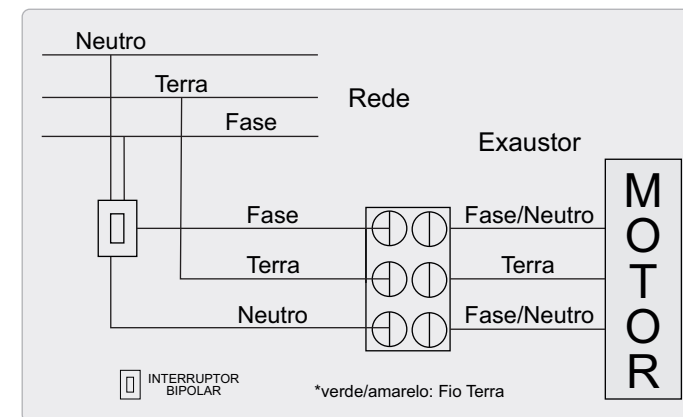 Neutro
Terra
Rede
Fase
Exaustor
Fase
Fase/Neutro
Terra
Terra
Neutro
Fase/Neutro
MOTOR
INTERRUPTOR
BIPOLAR
*verde/amarelo: Fio Terra